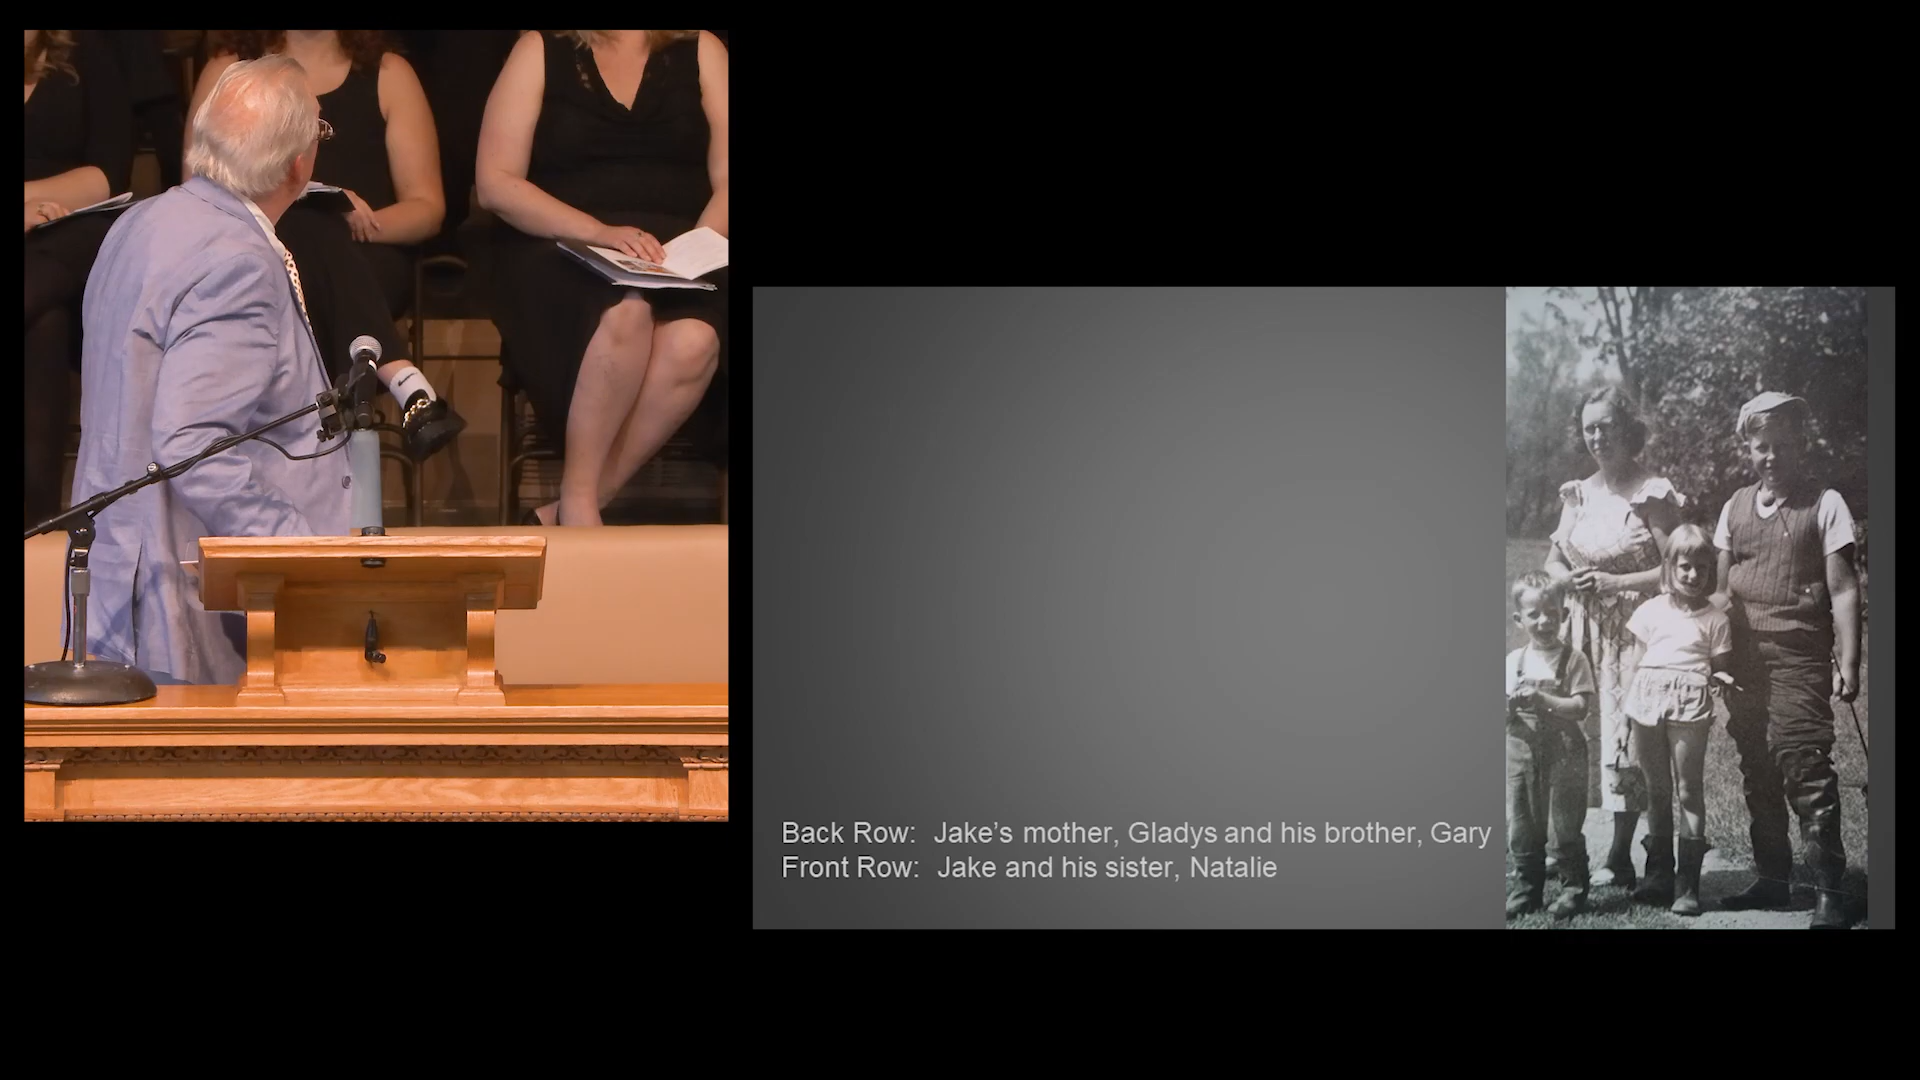 Back Row:  Jake’s mother, Gladys and his brother, Gary
Front Row:  Jake and his sister, Natalie